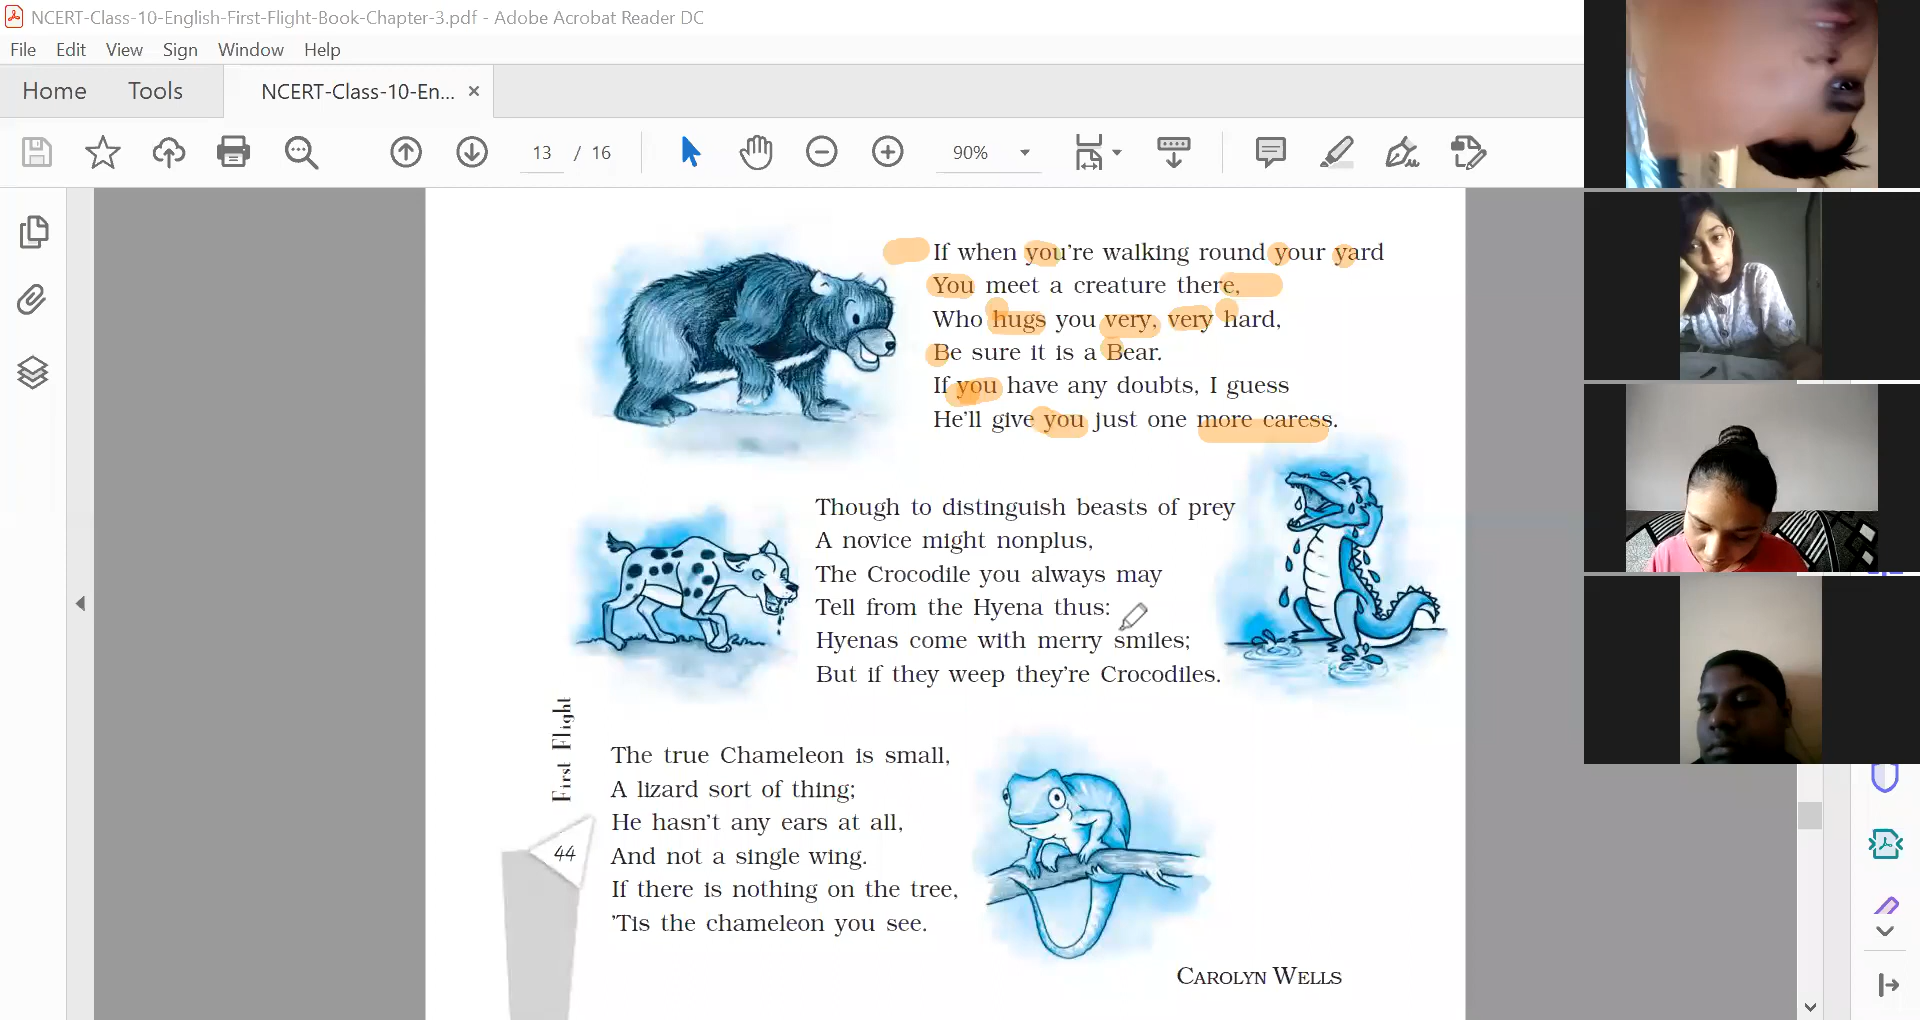 NCERT-Class-10-English-First-Flight-Book-Chapter-3.pdf - Adobe Acrobat Reader DC
File Edit View Sign Window Help
Home Tools NCERT-Class-10-En... ×
13 / 16 90%
If when you're walking round your yard
You meet a creature there,
Who hugs you very, very hard,
Be sure it is a Bear.
If you have any doubts, I guess
He'll give you just one more caress.
Though to distinguish beasts of prey
A novice might nonplus,
The Crocodile you always may
Tell from the Hyena thus:
Hyenas come with merry smiles;
But if they weep they're Crocodiles.
The true Chameleon is small,
A lizard sort of thing;
He hasn't any ears at all,
And not a single wing.
If there is nothing on the tree,
'Tis the chameleon you see.
CAROLYN WELLS
First Flight
44